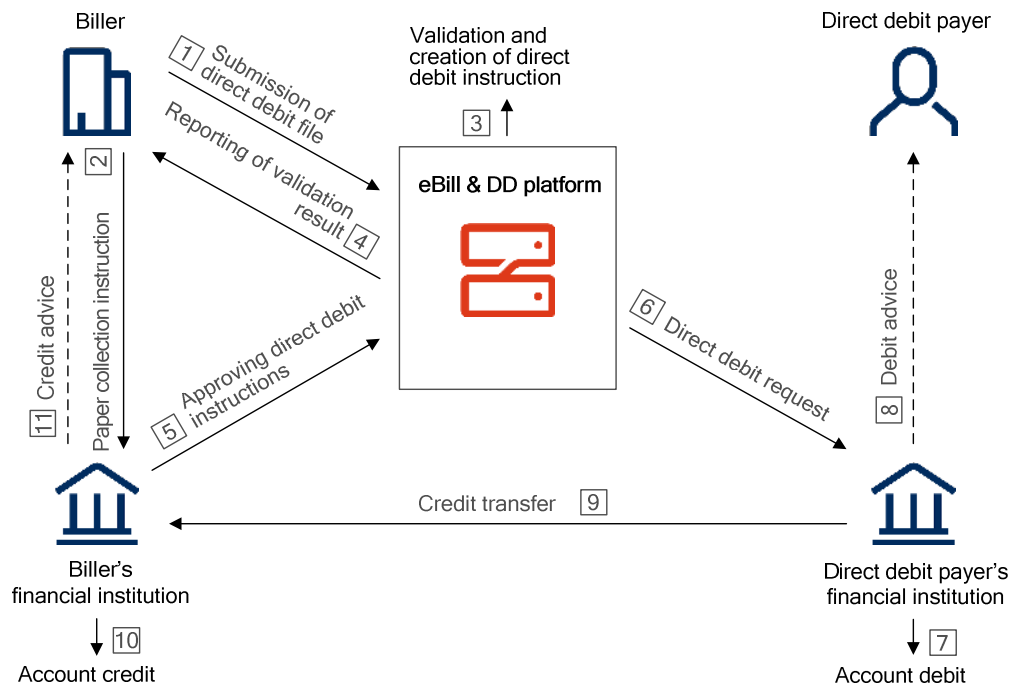 Biller
Direct debit payer
Validation and
creation of direct
debit instruction
1
Submission of
direct debit file
3
2
Reporting of validation
result
4
eBill & DD platform
6
Direct debit request
5
Approving direct debit
instructions
11
Credit advice
Paper collection instruction
8
Debit advice
Credit transfer
9
Biller's
financial institution
Direct debit payer's
financial institution
10
Account credit
7
Account debit